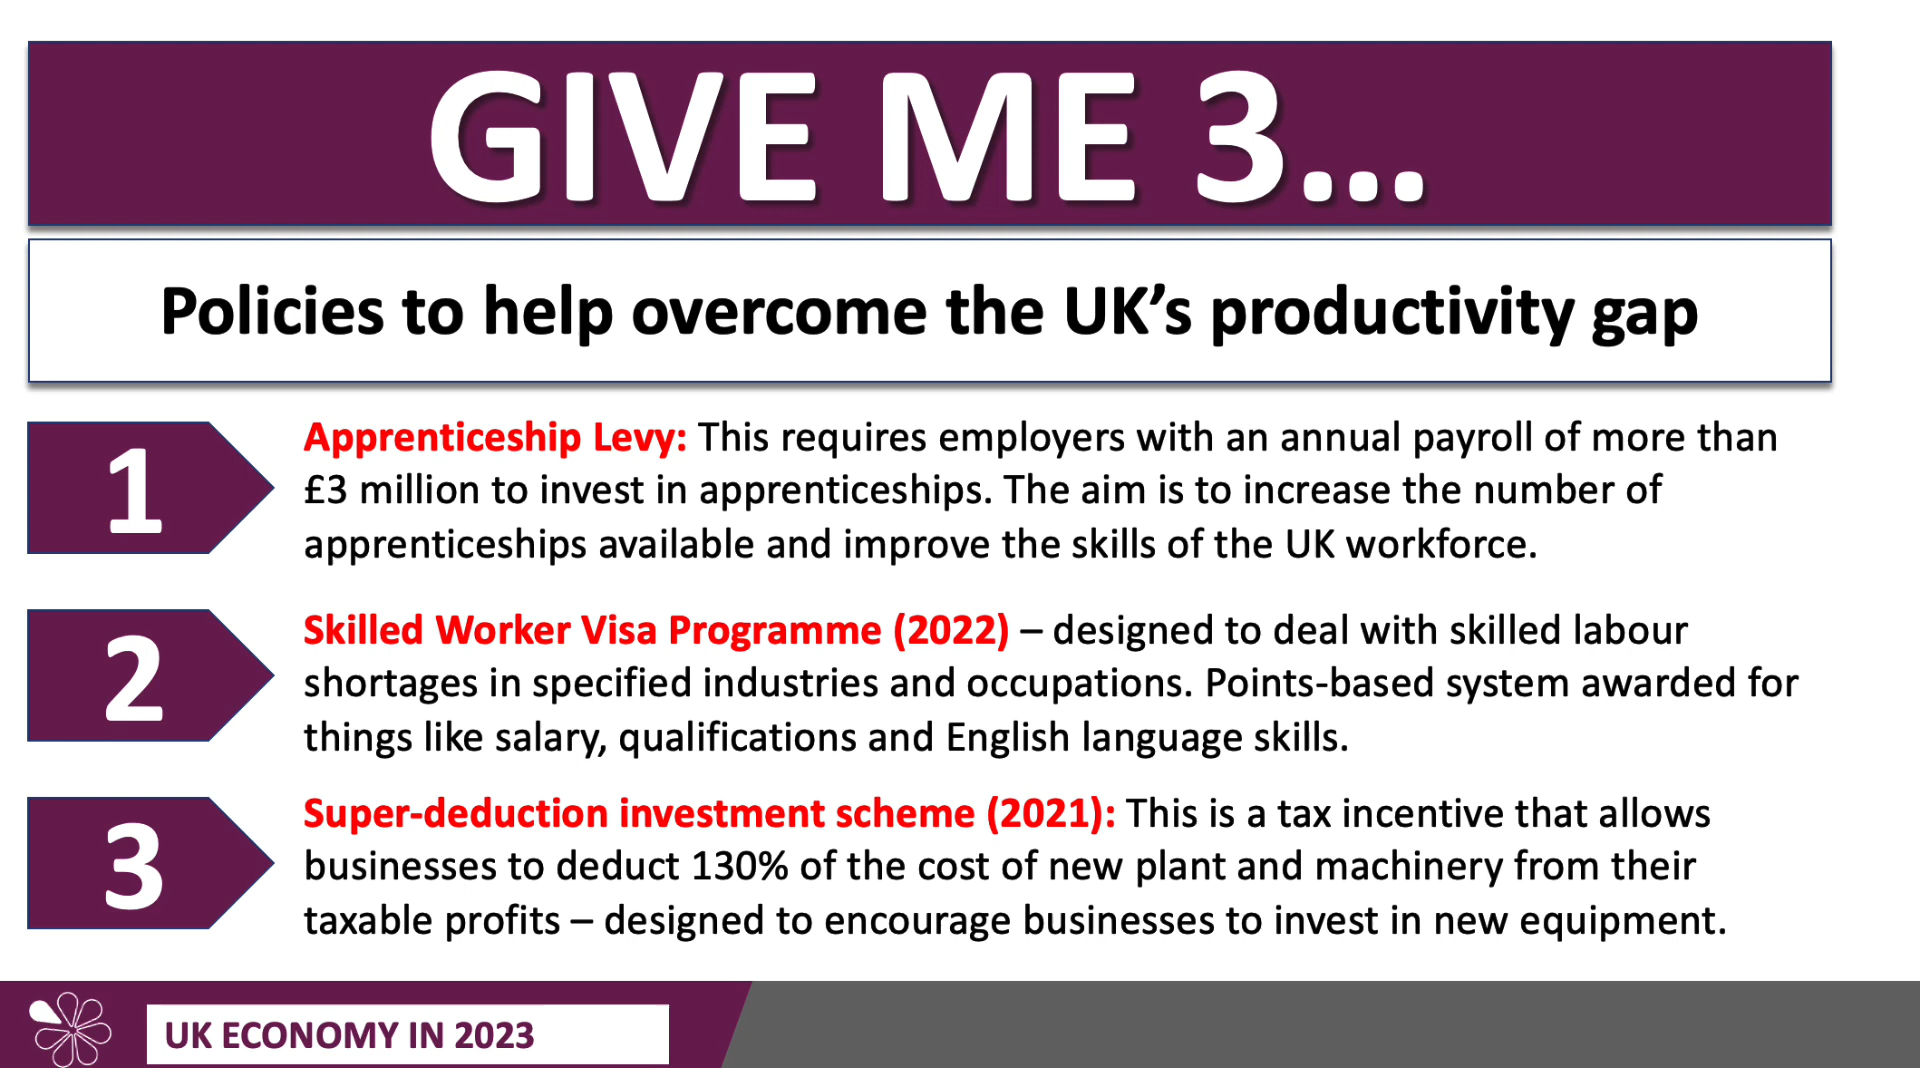 GIVE ME 3...
Policies to help overcome the UK’s productivity gap
1
Apprenticeship Levy: This requires employers with an annual payroll of more than
£3 million to invest in apprenticeships. The aim is to increase the number of
apprenticeships available and improve the skills of the UK workforce.
2
Skilled Worker Visa Programme (2022) – designed to deal with skilled labour
shortages in specified industries and occupations. Points-based system awarded for
things like salary, qualifications and English language skills.
3
Super-deduction investment scheme (2021): This is a tax incentive that allows
businesses to deduct 130% of the cost of new plant and machinery from their
taxable profits – designed to encourage businesses to invest in new equipment.
UK ECONOMY IN 2023